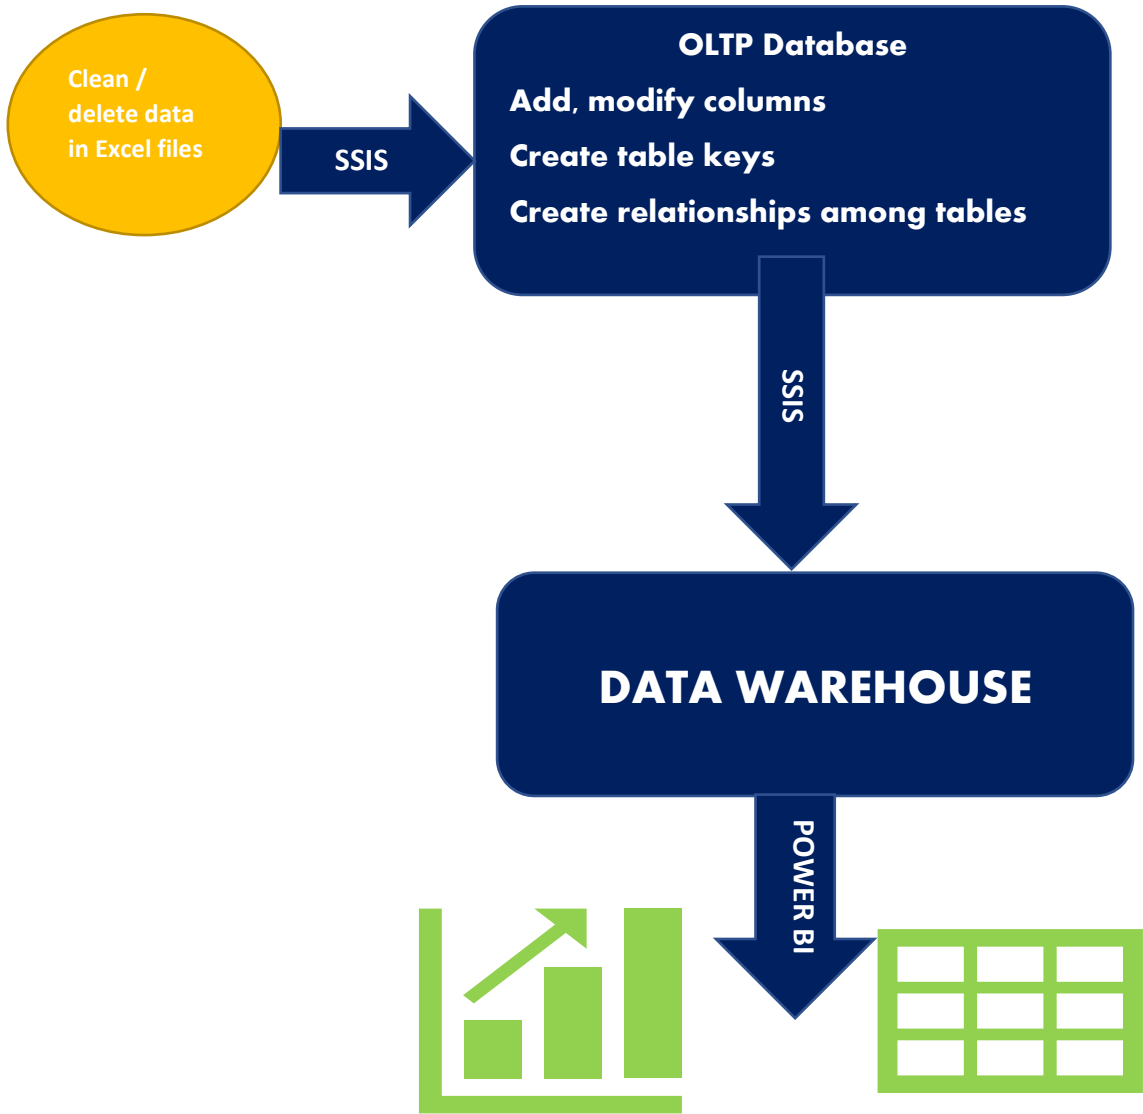 Clean /
delete data
in Excel files
SSIS
OLTP Database
Add, modify columns
Create table keys
Create relationships among tables
SSIS
DATA WAREHOUSE
POWER BI